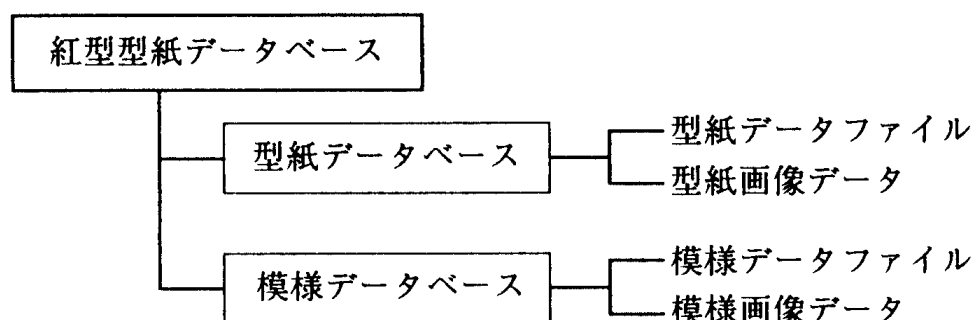 紅型型紙データベース
型紙データベース
型紙データファイル
型紙画像データ
模様データベース
模様データファイル
模様画像データ